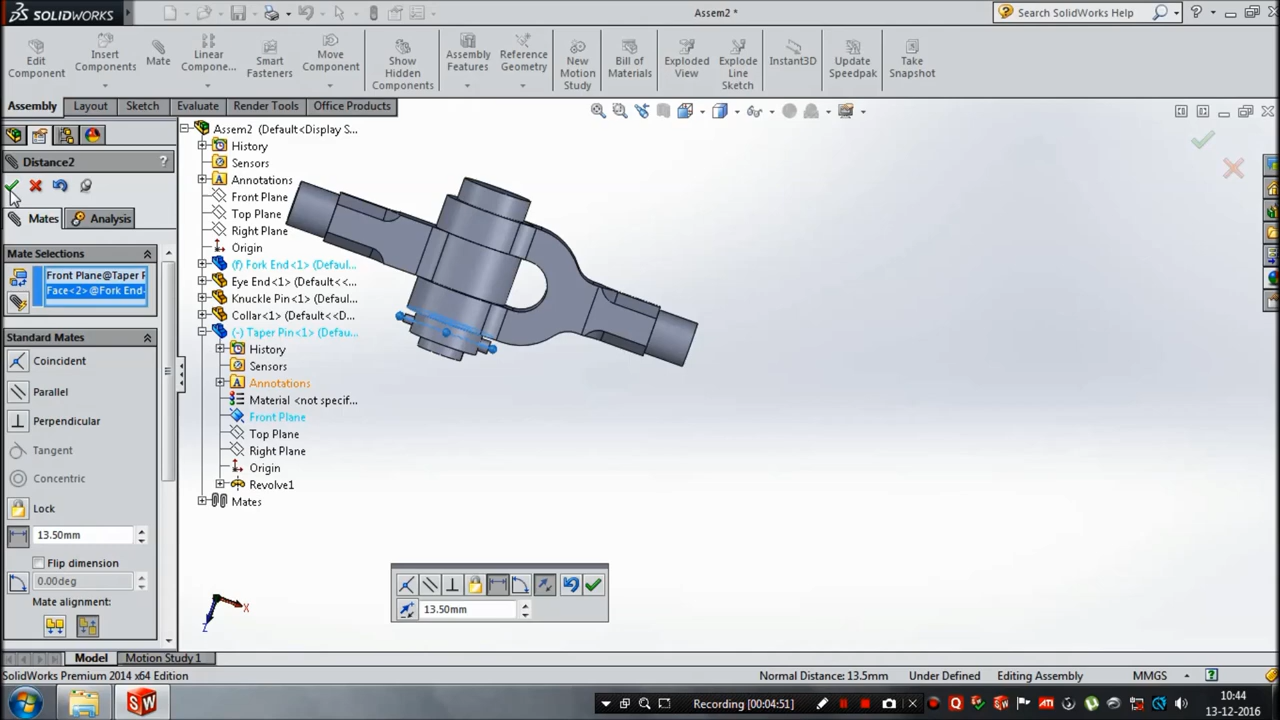 SOLIDWORKS
Assem2 *
Search SolidWorks Help
Edit Component
Insert Components
Mate
Linear Compone...
Smart Fasteners
Move Component
Show Hidden Components
Assembly Features
Reference Geometry
New Motion Study
Bill of Materials
Exploded View
Explode Line Sketch
Instant3D
Update Speedpak
Take Snapshot
Assembly
Layout
Sketch
Evaluate
Render Tools
Office Products
Distance2
?
Mates
Analysis
Mate Selections
Front Plane@Taper P
Face<2>@Fork End-
Standard Mates
Coincident
Parallel
Perpendicular
Tangent
Concentric
Lock
13.50mm
Flip dimension
0.00deg
Mate alignment:
Assem2 (Default<Display S...
History
Sensors
Annotations
Front Plane
Top Plane
Right Plane
Origin
(f) Fork End<1> (Defaul...
Eye End<1> (Default<<...
Knuckle Pin<1> (Default...
Collar<1> (Default<<D...
(-) Taper Pin<1> (Defau...
History
Sensors
Annotations
Material <not specif...
Front Plane
Top Plane
Right Plane
Origin
Revolve1
Mates
X
Z
13.50mm
Model
Motion Study 1
SolidWorks Premium 2014 x64 Edition
Normal Distance: 13.5mm
Under Defined
Editing Assembly
MMGS
Recording [00:04:51]
10:44
13-12-2016